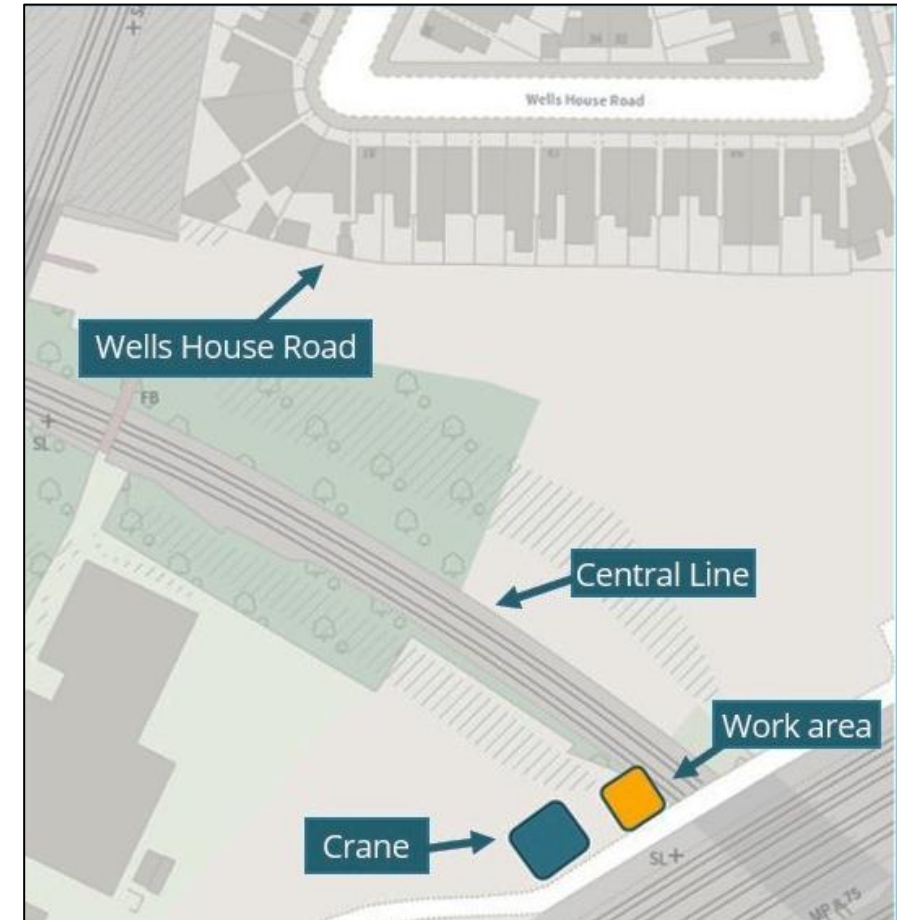 Wells House Road
Wells House Road
FB
SL
Central Line
Work area
Crane
SL